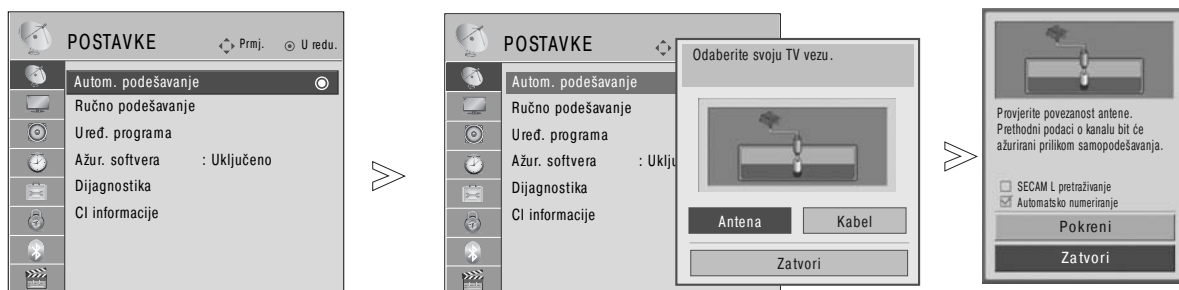 POSTAVKE
Prmj.
U redu.
Autom. podešavanje
Ručno podešavanje
Uređ. programa
Ažur. softvera : Uključeno
Dijagnostika
CI informacije
POSTAVKE
Autom. podešavanje
Ručno podešavanje
Uređ. programa
Ažur. softvera : Uklju
Dijagnostika
CI informacije
Odaberite svoju TV vezu.
Antena
Kabel
Zatvori
Provjerite povezanost antene.
Prethodni podaci o kanalu bit će
ažurirani prilikom samopodešavanja.
SECAM L pretraživanje
Automatsko numeriranje
Pokreni
Zatvori